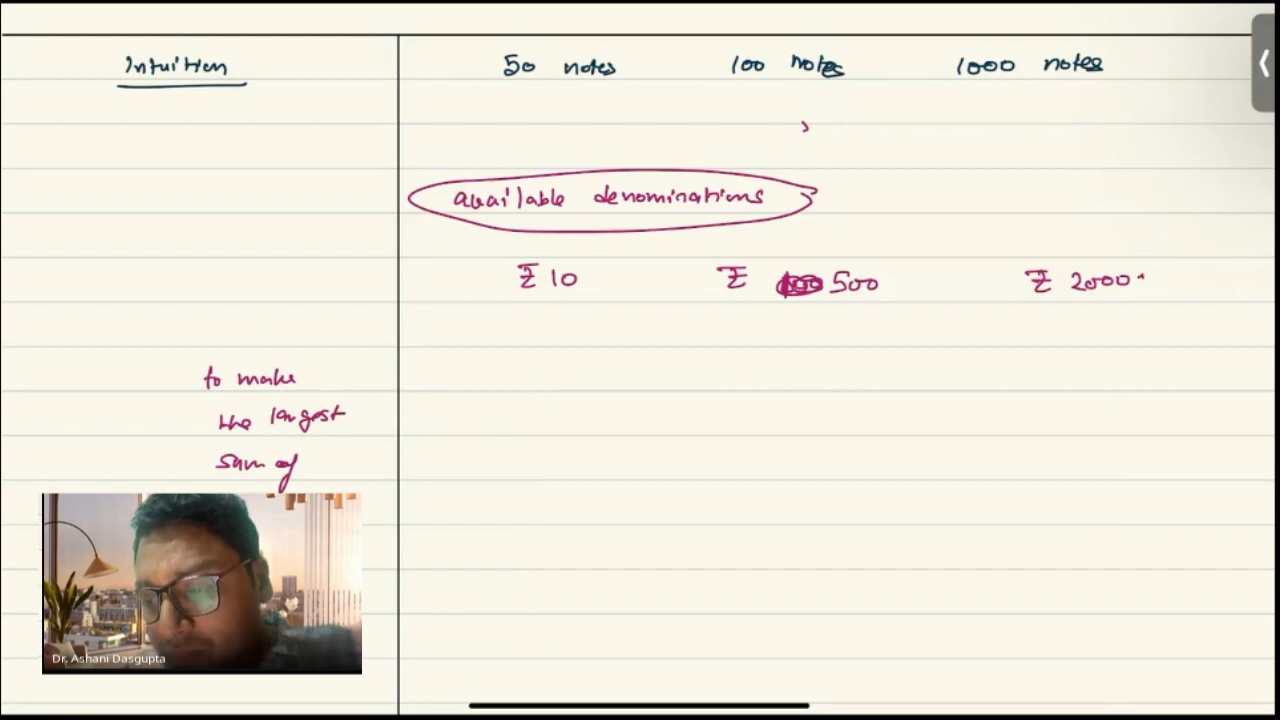 Intuition
50 notes 100 notes 1000 notes
available denominations
₹ 10 ₹ 500 ₹ 2000
to make
the largest
sum of
Dr. Ashani Dasgupta